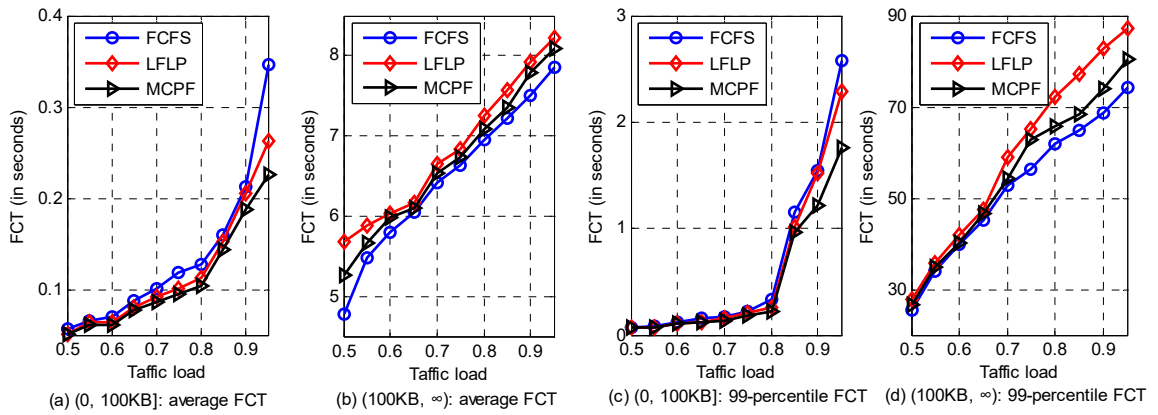 0.4
0.3
0.2
0.1
FCT (in seconds)
FCFS
LFLP
MCPF
0.5 0.6 0.7 0.8 0.9
Taffic load
(a) (0, 100KB]: average FCT
8
7
6
5
FCT (in seconds)
FCFS
LFLP
MCPF
0.5 0.6 0.7 0.8 0.9
Taffic load
(b) (100KB, ∞): average FCT
3
2
1
0
FCT (in seconds)
FCFS
LFLP
MCPF
0.5 0.6 0.7 0.8 0.9
Taffic load
(c) (0, 100KB]: 99-percentile FCT
90
70
50
30
FCT (in seconds)
FCFS
LFLP
MCPF
0.5 0.6 0.7 0.8 0.9
Taffic load
(d) (100KB, ∞): 99-percentile FCT